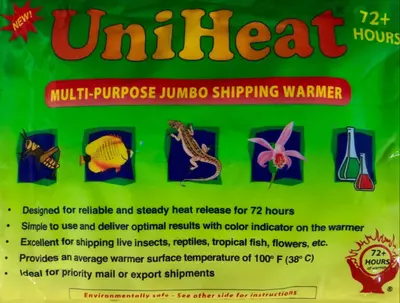 NEW!
UniHeat
72+
HOURS
MULTI-PURPOSE JUMBO SHIPPING WARMER
• Designed for reliable and steady heat release for 72 hours
• Simple to use and deliver optimal results with color indicator on the warmer
• Excellent for shipping live insects, reptiles, tropical fish, flowers, etc.
• Provides an average warmer surface temperature of 100° F (38° C)
• Ideal for priority mail or export shipments
72+
HOURS
of warmth
Environmentally safe - See other side for instructions